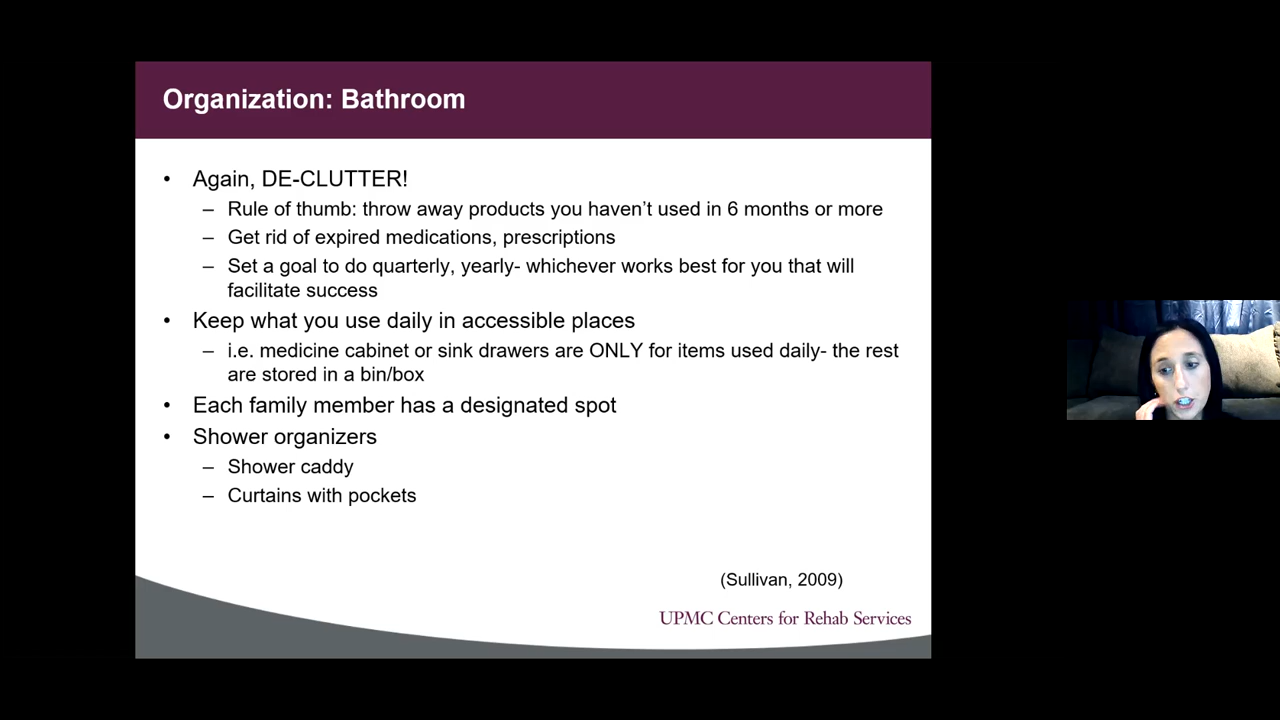 Organization: Bathroom
• Again, DE-CLUTTER!
– Rule of thumb: throw away products you haven't used in 6 months or more
– Get rid of expired medications, prescriptions
– Set a goal to do quarterly, yearly- whichever works best for you that will
facilitate success
• Keep what you use daily in accessible places
– i.e. medicine cabinet or sink drawers are ONLY for items used daily- the rest
are stored in a bin/box
• Each family member has a designated spot
• Shower organizers
– Shower caddy
– Curtains with pockets
(Sullivan, 2009)
UPMC Centers for Rehab Services